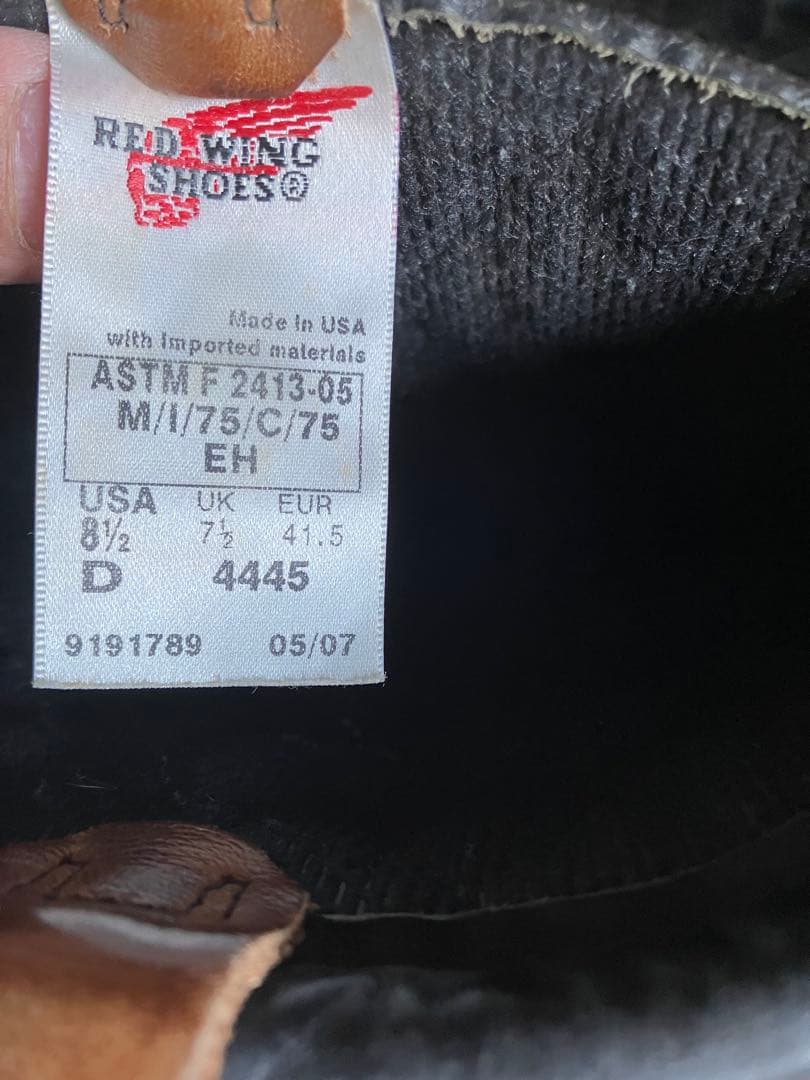 RED WING
SHOES®
Made in USA
with imported materials
ASTM F 2413-05
M/I/75/C/75
EH
USA UK EUR
8½ 7½ 41.5
D 4445
9191789 05/07